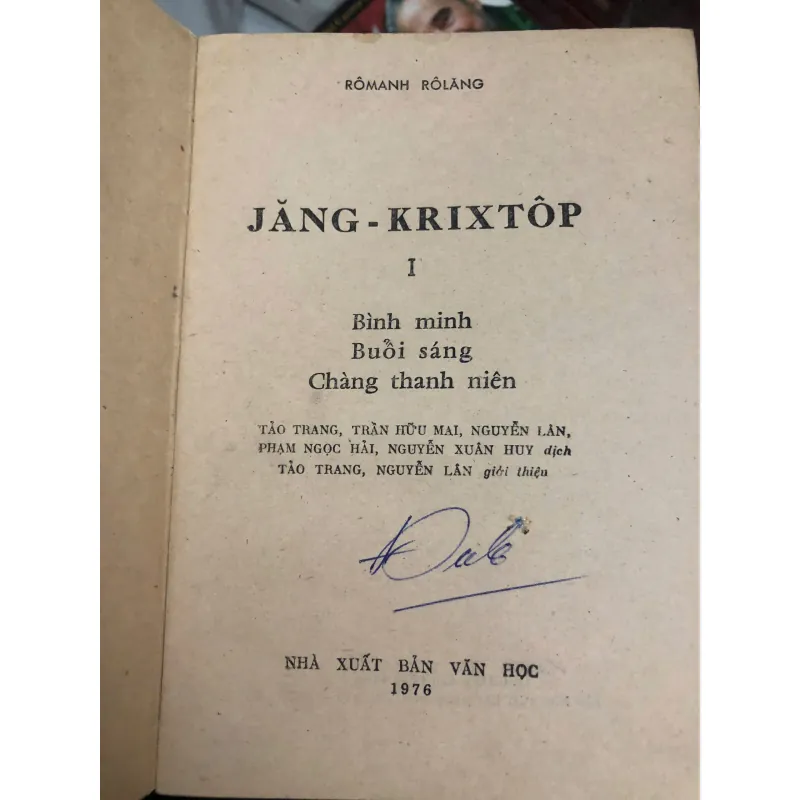 RÔMANH RÔLĂNG
JĂNG - KRIXTÔP
I
Bình minh
Buổi sáng
Chàng thanh niên
TẢO TRANG, TRẦN HỮU MAI, NGUYỄN LÂN,
PHẠM NGỌC HẢI, NGUYỄN XUÂN HUY dịch
TẢO TRANG, NGUYỄN LÂN giới thiệu
NHÀ XUẤT BẢN VĂN HỌC
1976